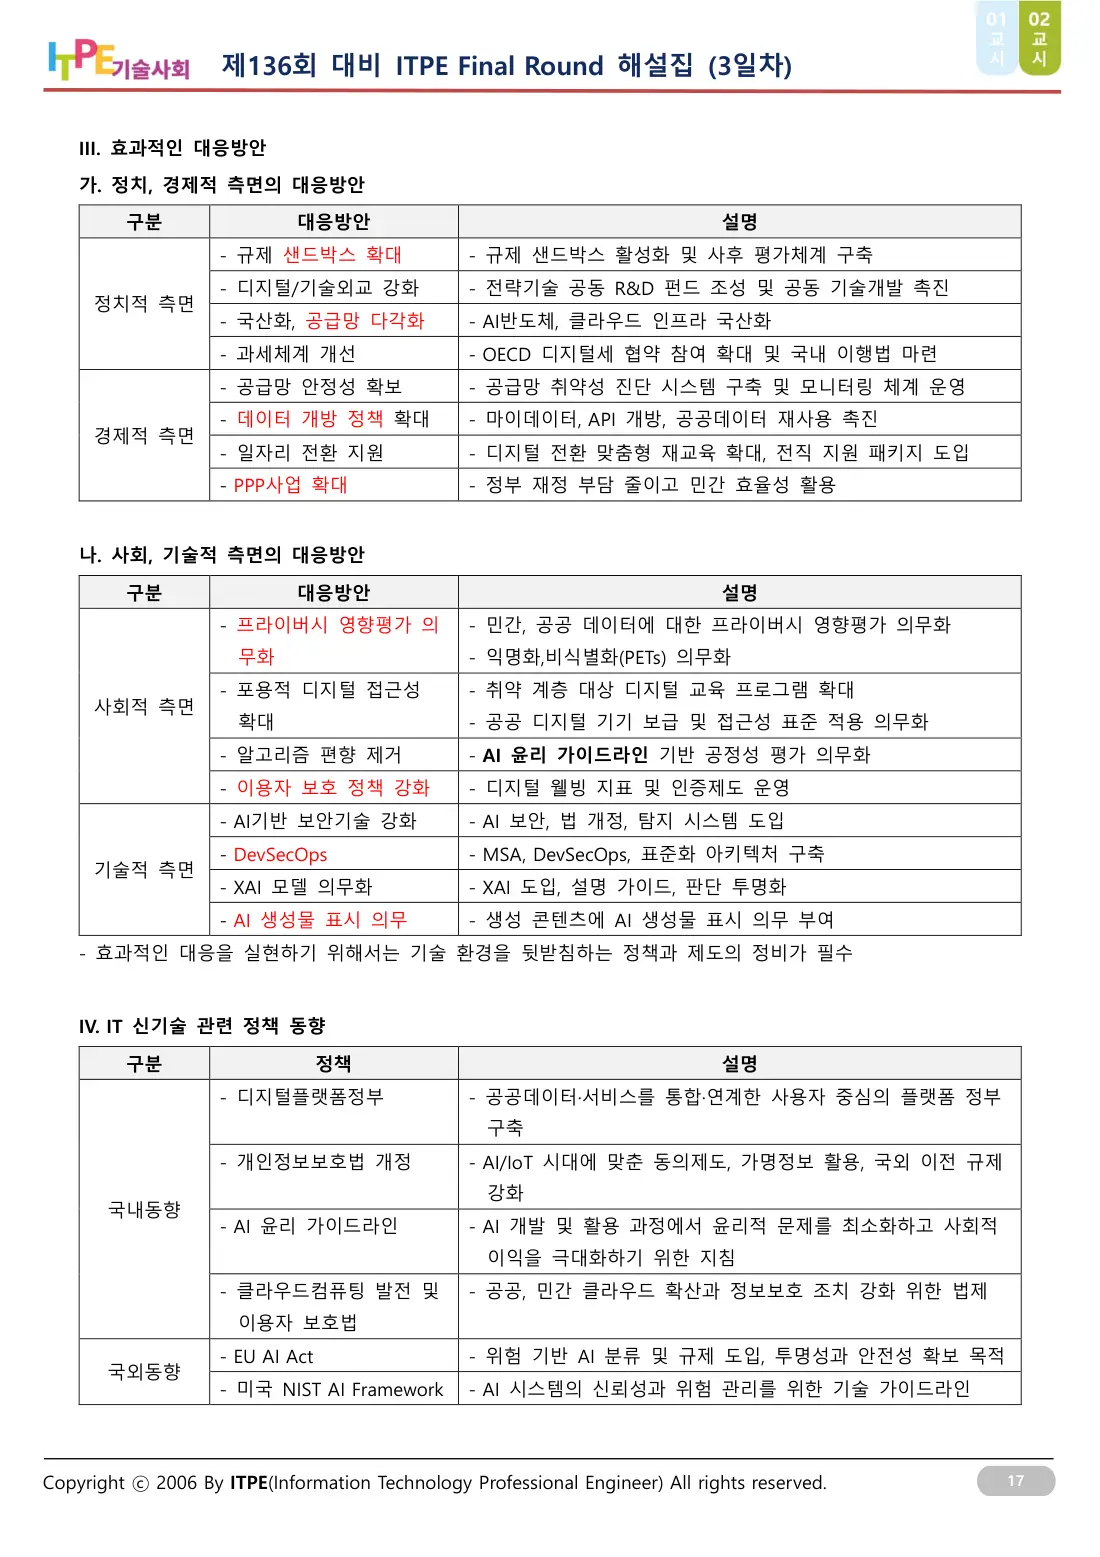 ITPE기술사회 제136회 대비 ITPE Final Round 해설집 (3일차)
01 교시
02 교시
III. 효과적인 대응방안
가. 정치, 경제적 측면의 대응방안
구분 대응방안 설명
정치적 측면
- 규제 샌드박스 확대 - 규제 샌드박스 활성화 및 사후 평가체계 구축
- 디지털/기술외교 강화 - 전략기술 공동 R&D 펀드 조성 및 공동 기술개발 촉진
- 국산화, 공급망 다각화 - AI반도체, 클라우드 인프라 국산화
- 과세체계 개선 - OECD 디지털세 협약 참여 확대 및 국내 이행법 마련
경제적 측면
- 공급망 안정성 확보 - 공급망 취약성 진단 시스템 구축 및 모니터링 체계 운영
- 데이터 개방 정책 확대 - 마이데이터, API 개방, 공공데이터 재사용 촉진
- 일자리 전환 지원 - 디지털 전환 맞춤형 재교육 확대, 전직 지원 패키지 도입
- PPP사업 확대 - 정부 재정 부담 줄이고 민간 효율성 활용
나. 사회, 기술적 측면의 대응방안
구분 대응방안 설명
사회적 측면
- 프라이버시 영향평가 의 - 민간, 공공 데이터에 대한 프라이버시 영향평가 의무화
무화 - 익명화,비식별화(PETs) 의무화
- 포용적 디지털 접근성 - 취약 계층 대상 디지털 교육 프로그램 확대
확대 - 공공 디지털 기기 보급 및 접근성 표준 적용 의무화
- 알고리즘 편향 제거 - AI 윤리 가이드라인 기반 공정성 평가 의무화
- 이용자 보호 정책 강화 - 디지털 웰빙 지표 및 인증제도 운영
기술적 측면
- AI기반 보안기술 강화 - AI 보안, 법 개정, 탐지 시스템 도입
- DevSecOps - MSA, DevSecOps, 표준화 아키텍처 구축
- XAI 모델 의무화 - XAI 도입, 설명 가이드, 판단 투명화
- AI 생성물 표시 의무 - 생성 콘텐츠에 AI 생성물 표시 의무 부여
- 효과적인 대응을 실현하기 위해서는 기술 환경을 뒷받침하는 정책과 제도의 정비가 필수
IV. IT 신기술 관련 정책 동향
구분 정책 설명
국내동향
- 디지털플랫폼정부 - 공공데이터·서비스를 통합·연계한 사용자 중심의 플랫폼 정부
구축
- 개인정보보호법 개정 - AI/IoT 시대에 맞춘 동의제도, 가명정보 활용, 국외 이전 규제
강화
- AI 윤리 가이드라인 - AI 개발 및 활용 과정에서 윤리적 문제를 최소화하고 사회적
이익을 극대화하기 위한 지침
- 클라우드컴퓨팅 발전 및 - 공공, 민간 클라우드 확산과 정보보호 조치 강화 위한 법제
이용자 보호법
국외동향
- EU AI Act - 위험 기반 AI 분류 및 규제 도입, 투명성과 안전성 확보 목적
- 미국 NIST AI Framework - AI 시스템의 신뢰성과 위험 관리를 위한 기술 가이드라인
Copyright ⓒ 2006 By ITPE(Information Technology Professional Engineer) All rights reserved. 17